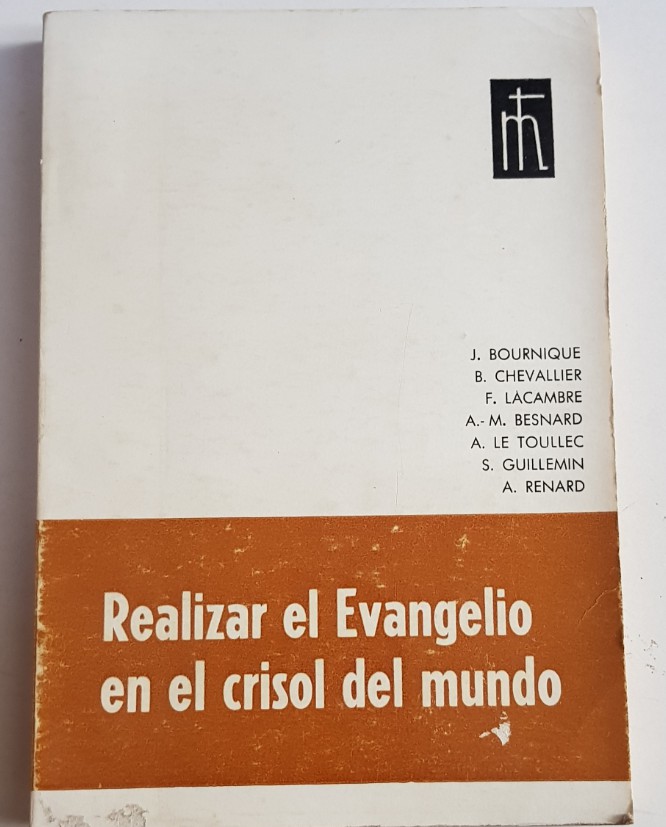 J. BOURNIQUE
B. CHEVALLIER
F. LACAMBRE
A.-M. BESNARD
A. LE TOULLEC
S. GUILLEMIN
A. RENARD
Realizar el Evangelio
en el crisol del mundo